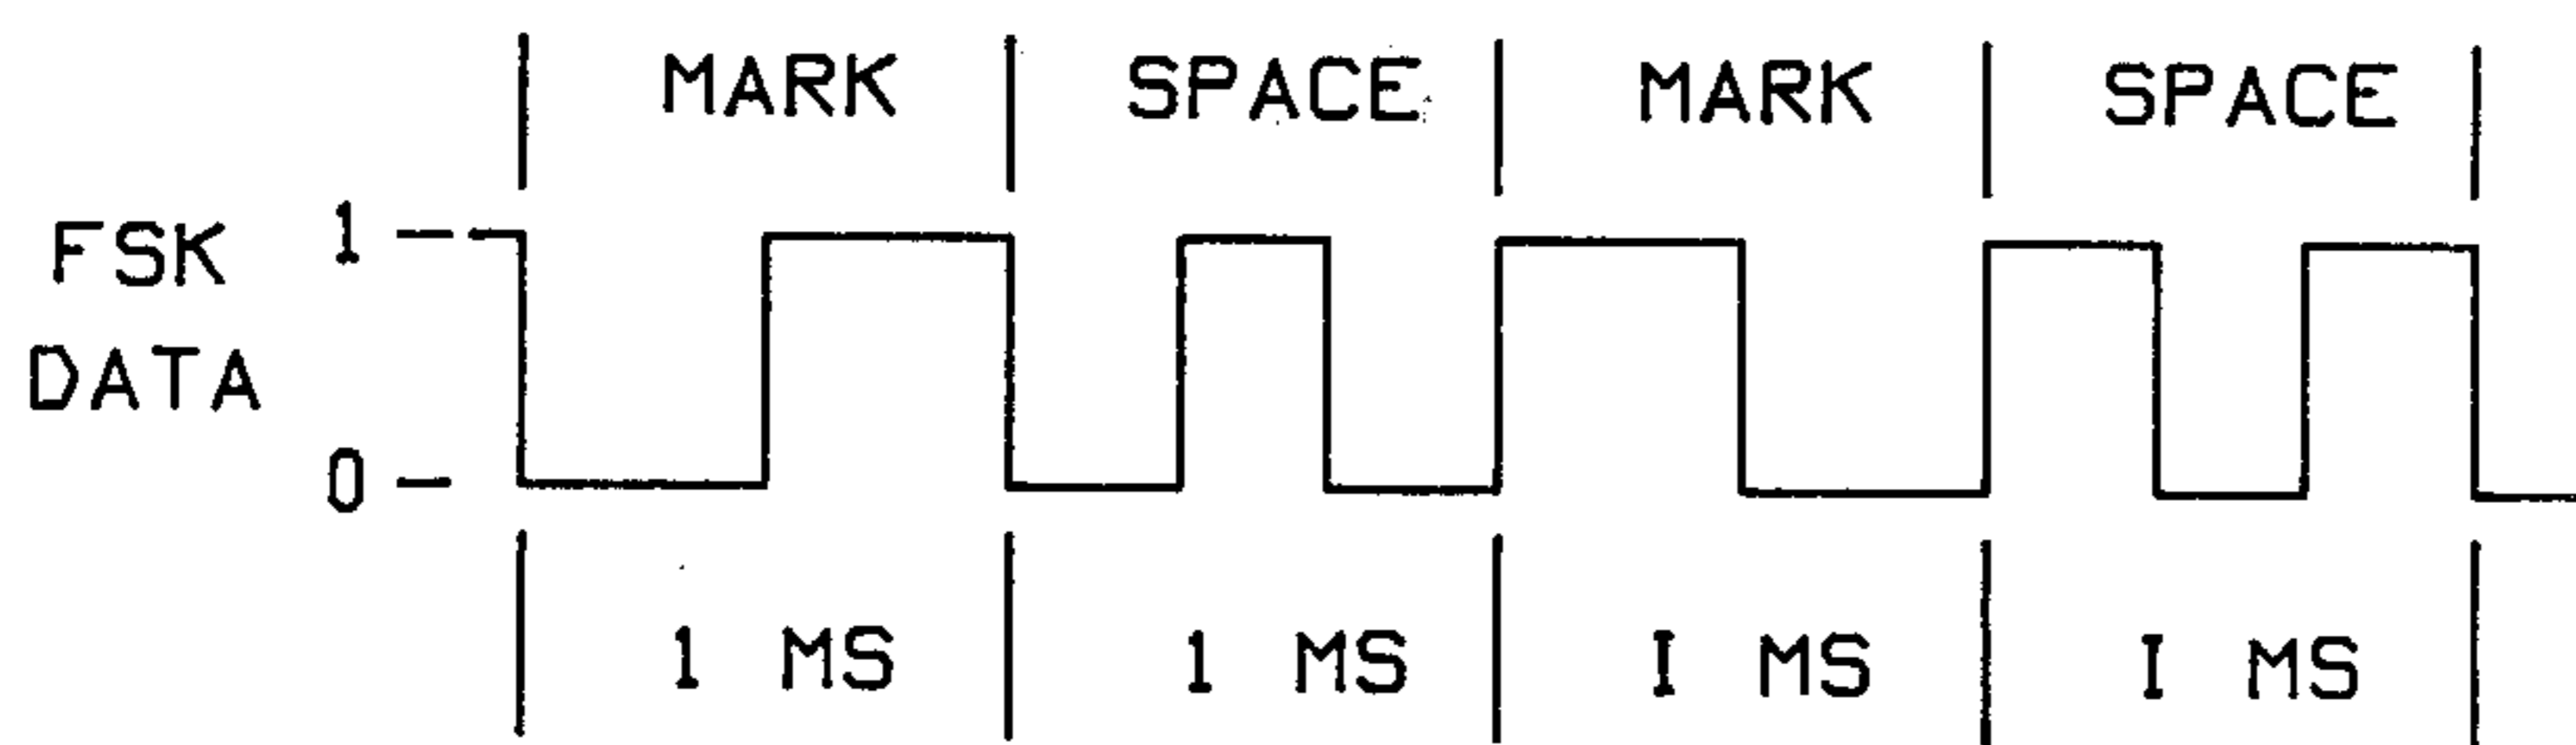 MARK SPACE MARK SPACE
FSK 1
DATA
0
1 MS 1 MS I MS I MS